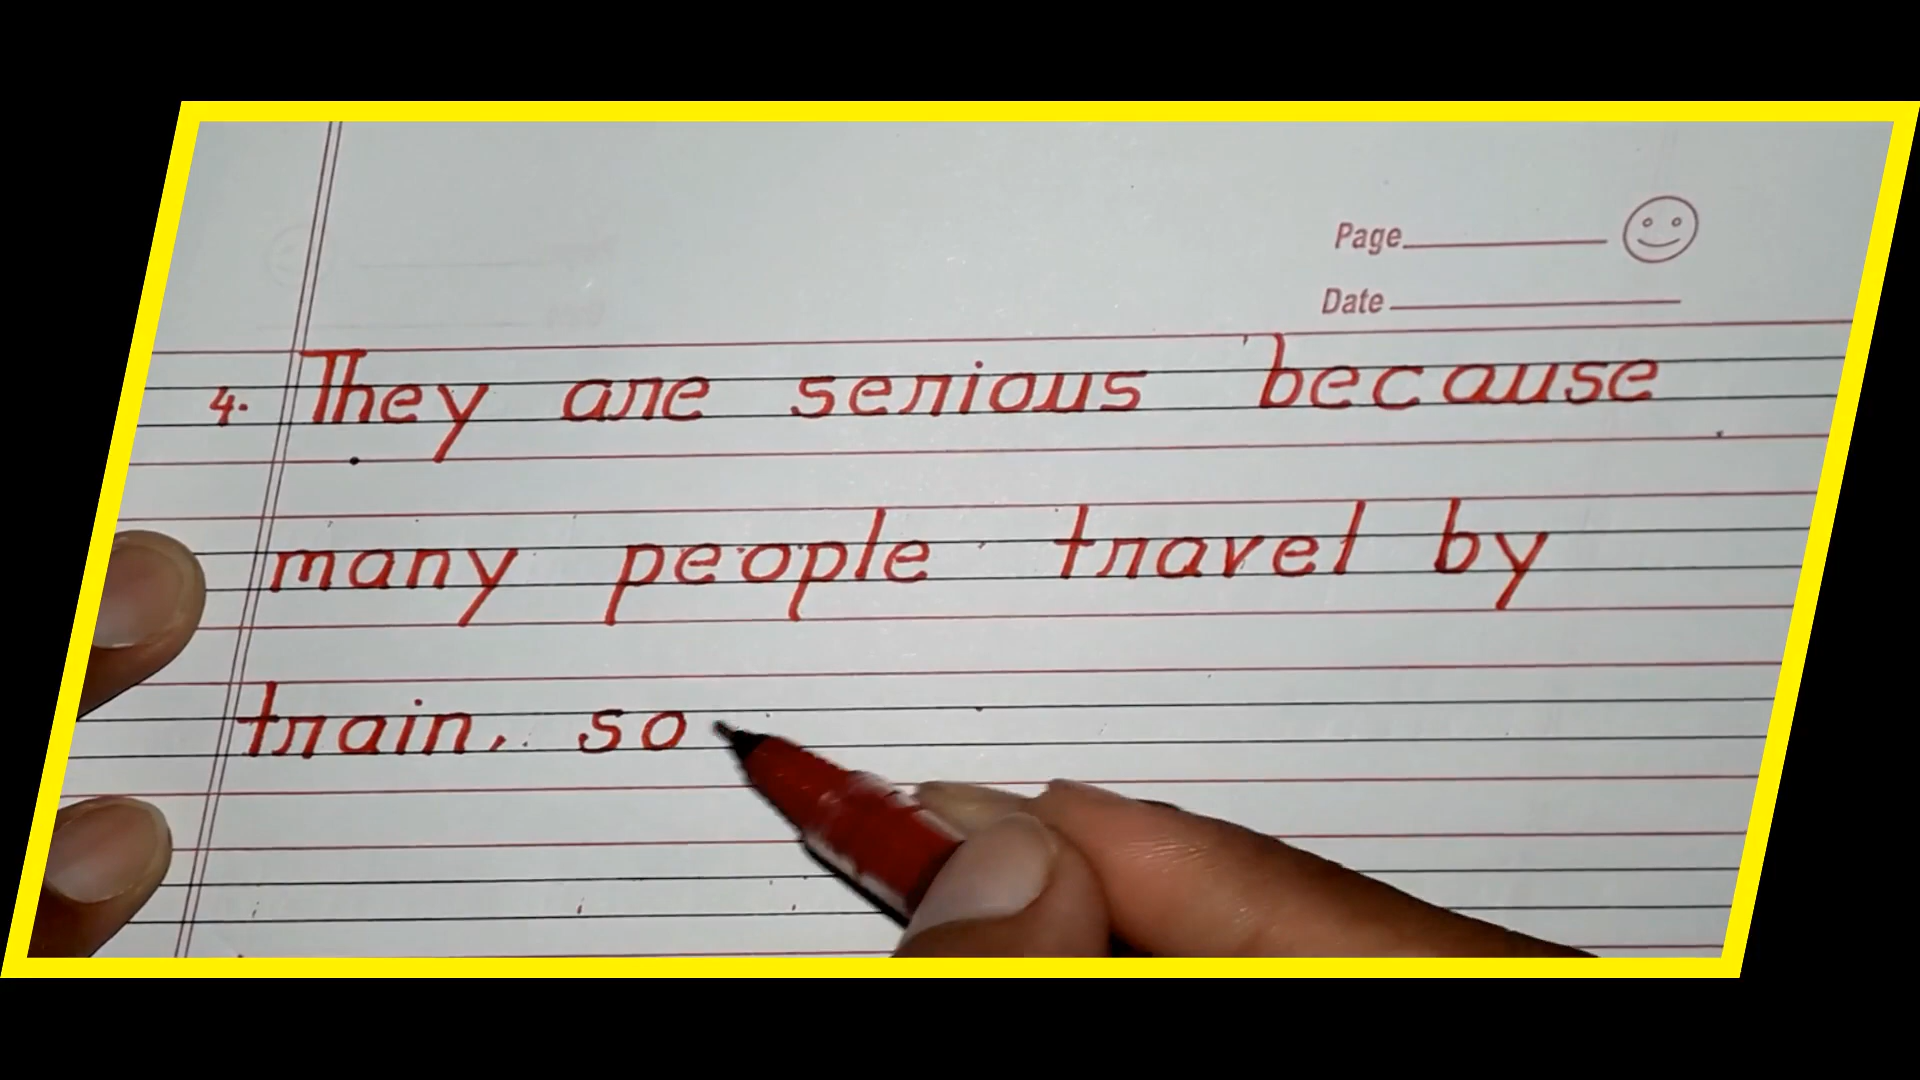 Page
Date
4. They are serious because
many people travel by
train, so